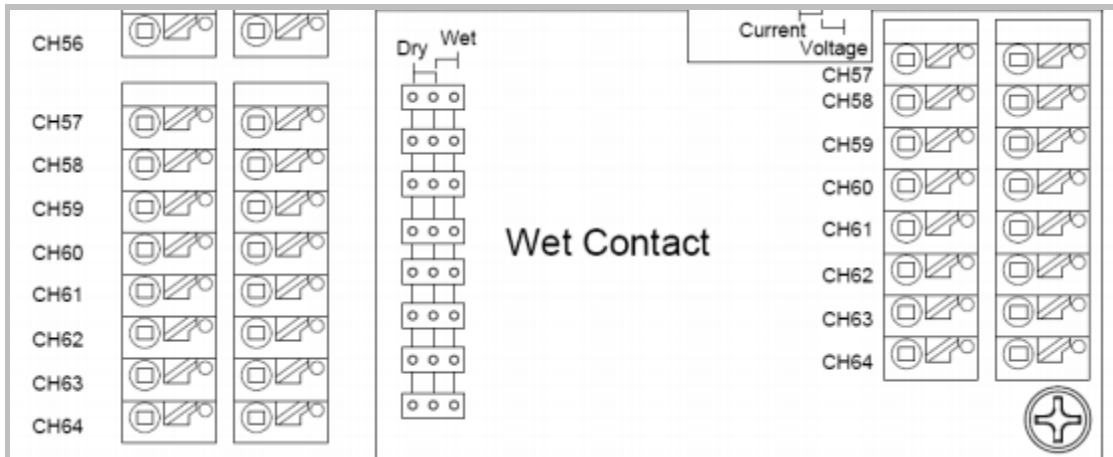 CH56
CH57
CH58
CH59
CH60
CH61
CH62
CH63
CH64
Dry Wet
Wet Contact
Current
Voltage
CH57
CH58
CH59
CH60
CH61
CH62
CH63
CH64